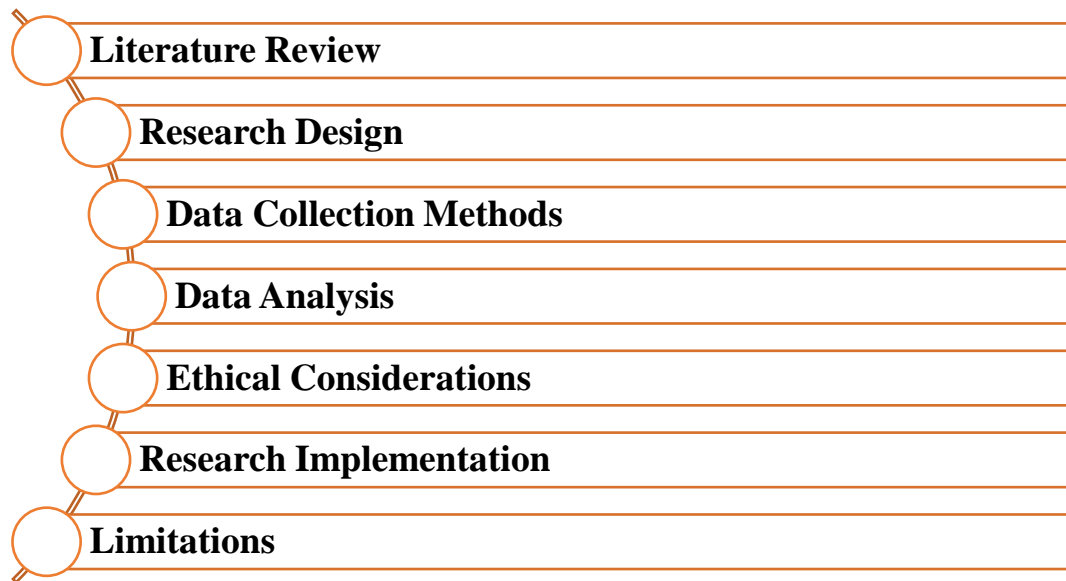 Literature Review
Research Design
Data Collection Methods
Data Analysis
Ethical Considerations
Research Implementation
Limitations